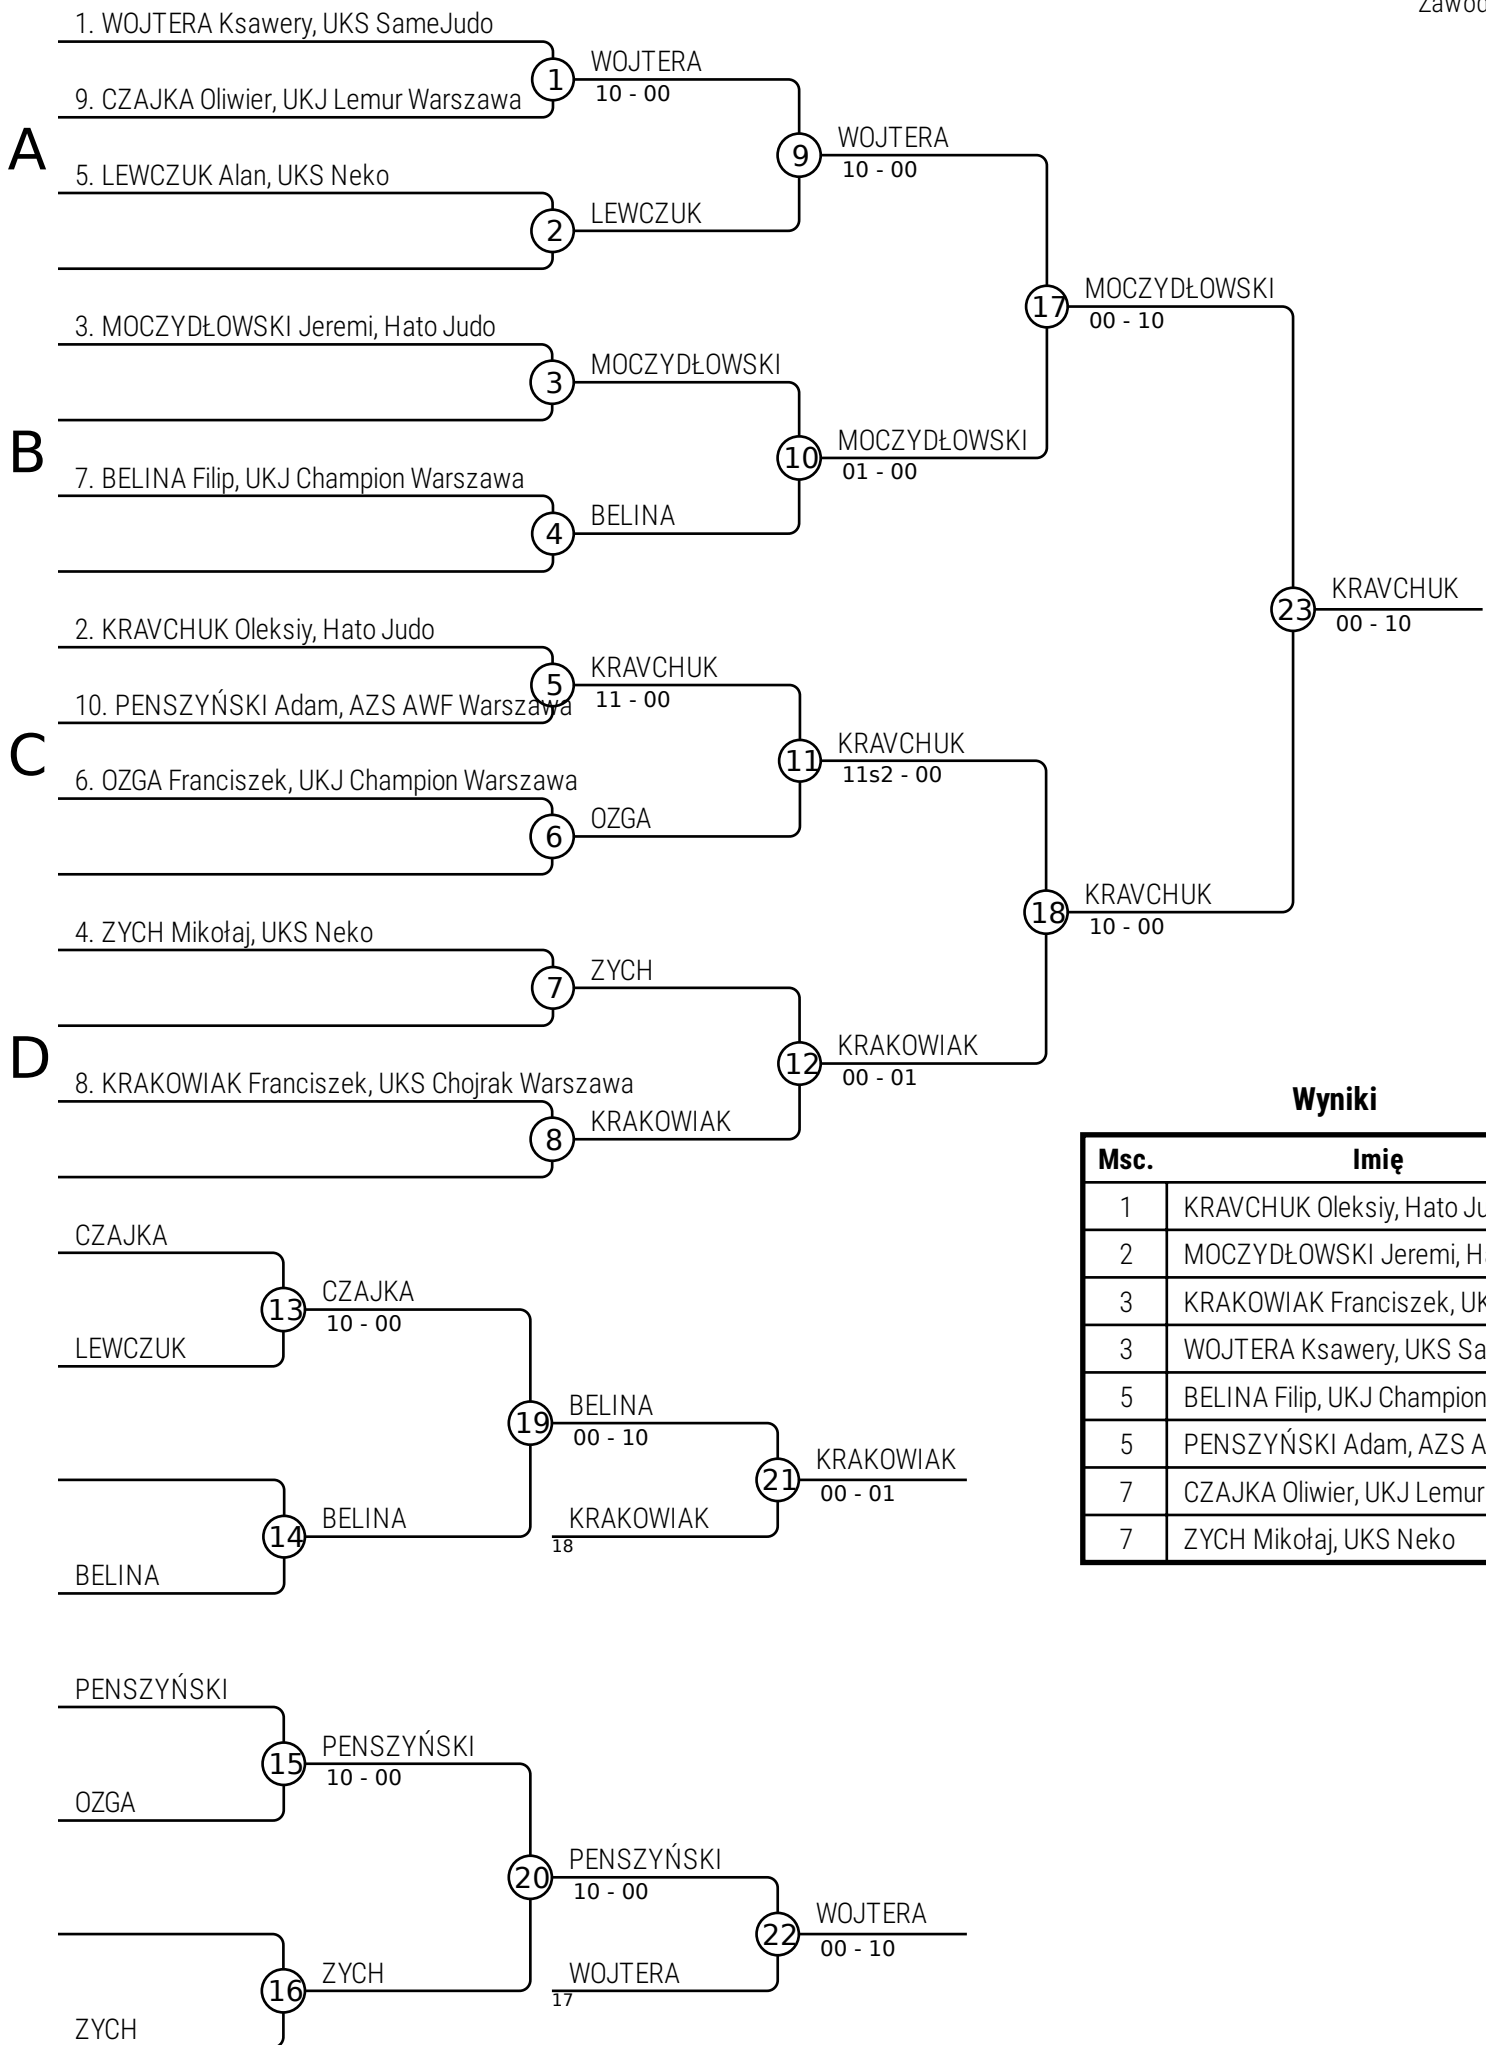 Zawod
1. WOJTERA Ksawery, UKS SameJudo
1
WOJTERA
10 - 00
9. CZAJKA Oliwier, UKJ Lemur Warszawa
A
9
WOJTERA
10 - 00
5. LEWCZUK Alan, UKS Neko
2
LEWCZUK
17
MOCZYDŁOWSKI
00 - 10
3. MOCZYDŁOWSKI Jeremi, Hato Judo
3
MOCZYDŁOWSKI
B
10
MOCZYDŁOWSKI
01 - 00
7. BELINA Filip, UKJ Champion Warszawa
4
BELINA
23
KRAVCHUK
00 - 10
2. KRAVCHUK Oleksiy, Hato Judo
5
KRAVCHUK
11 - 00
10. PENSZYŃSKI Adam, AZS AWF Warszawa
C
11
KRAVCHUK
11s2 - 00
6. OZGA Franciszek, UKJ Champion Warszawa
6
OZGA
18
KRAVCHUK
10 - 00
4. ZYCH Mikołaj, UKS Neko
7
ZYCH
D
12
KRAKOWIAK
00 - 01
8. KRAKOWIAK Franciszek, UKS Chojrak Warszawa
8
KRAKOWIAK
Wyniki
Msc. Imię
1 KRAVCHUK Oleksiy, Hato Ju
2 MOCZYDŁOWSKI Jeremi, Ha
3 KRAKOWIAK Franciszek, UK
3 WOJTERA Ksawery, UKS Sa
5 BELINA Filip, UKJ Champion
5 PENSZYŃSKI Adam, AZS A
7 CZAJKA Oliwier, UKJ Lemur
7 ZYCH Mikołaj, UKS Neko
CZAJKA
13
CZAJKA
10 - 00
LEWCZUK
19
BELINA
00 - 10
21
KRAKOWIAK
00 - 01
14
BELINA
KRAKOWIAK
18
BELINA
PENSZYŃSKI
15
PENSZYŃSKI
10 - 00
OZGA
20
PENSZYŃSKI
10 - 00
22
WOJTERA
00 - 10
16
ZYCH
WOJTERA
17
ZYCH